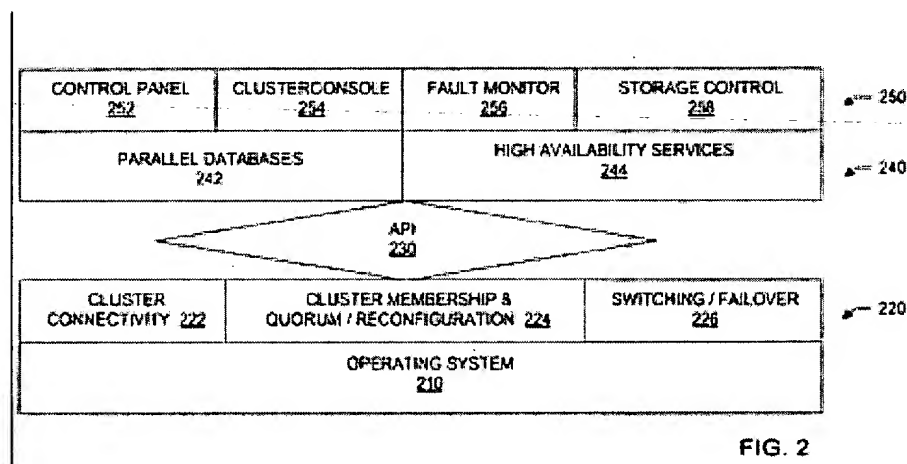 CONTROL PANEL
252
CLUSTERCONSOLE
254
FAULT MONITOR
256
STORAGE CONTROL
258
250
PARALLEL DATABASES
242
HIGH AVAILABILITY SERVICES
244
240
API
230
CLUSTER
CONNECTIVITY 222
CLUSTER MEMBERSHIP &
QUORUM / RECONFIGURATION 224
SWITCHING / FAILOVER
226
220
OPERATING SYSTEM
210
FIG. 2